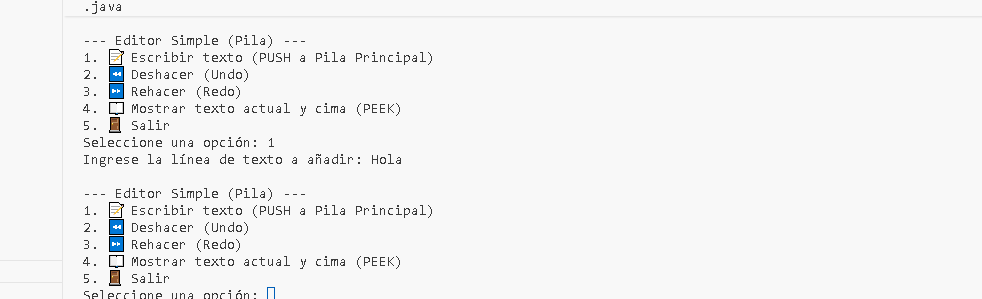 .java
--- Editor Simple (Pila) ---
1. 📝 Escribir texto (PUSH a Pila Principal)
2. ⏪ Deshacer (Undo)
3. ⏩ Rehacer (Redo)
4. 📖 Mostrar texto actual y cima (PEEK)
5. 🚪 Salir
Seleccione una opción: 1
Ingrese la línea de texto a añadir: Hola
--- Editor Simple (Pila) ---
1. 📝 Escribir texto (PUSH a Pila Principal)
2. ⏪ Deshacer (Undo)
3. ⏩ Rehacer (Redo)
4. 📖 Mostrar texto actual y cima (PEEK)
5. 🚪 Salir
Seleccione una opción: